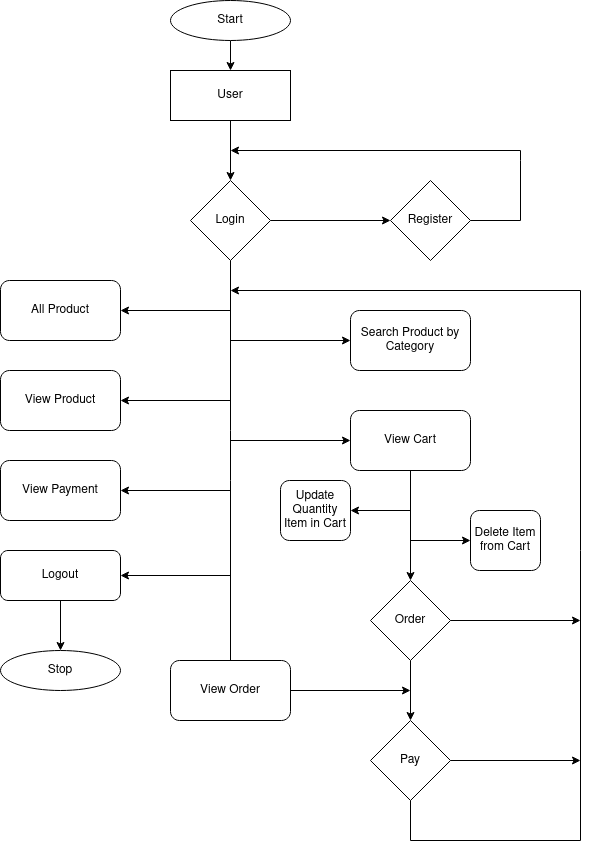 Start
User
Login
Register
All Product
Search Product by
Category
View Product
View Cart
View Payment
Update
Quantity
Item in Cart
Delete Item
from Cart
Logout
Order
Stop
View Order
Pay